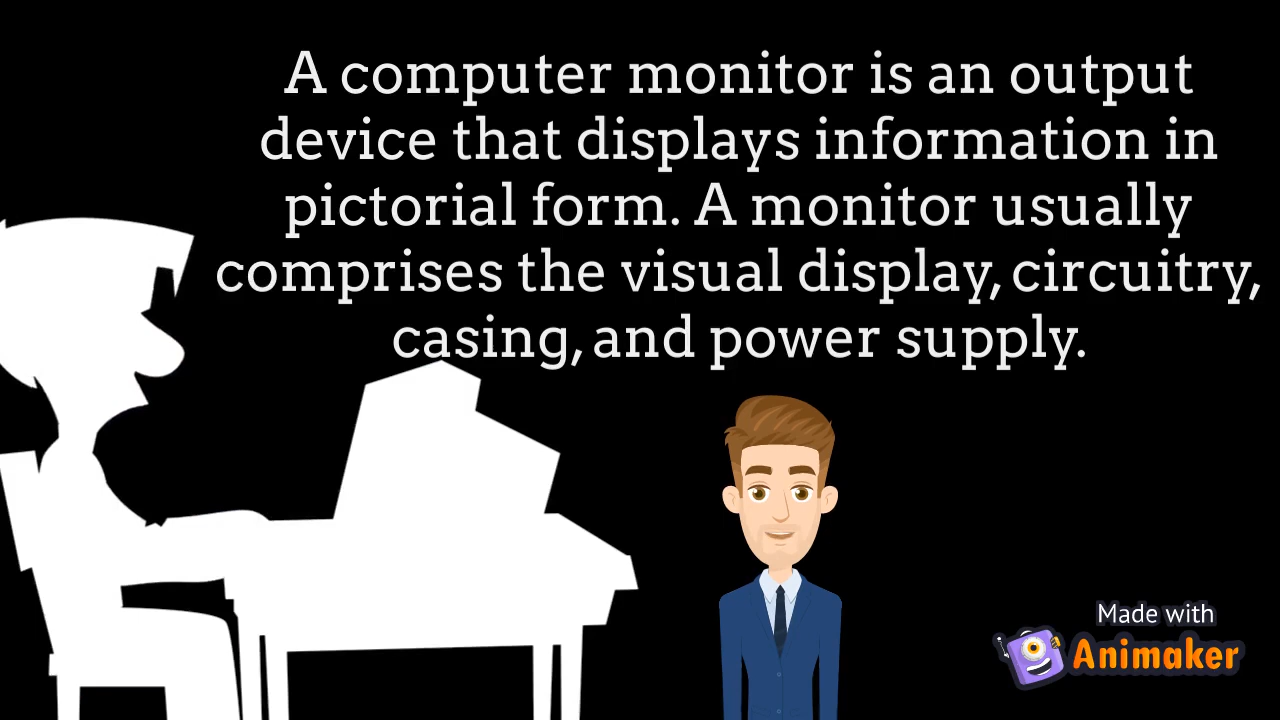 A computer monitor is an output
device that displays information in
pictorial form. A monitor usually
comprises the visual display, circuitry,
casing, and power supply.
Made with
Animaker